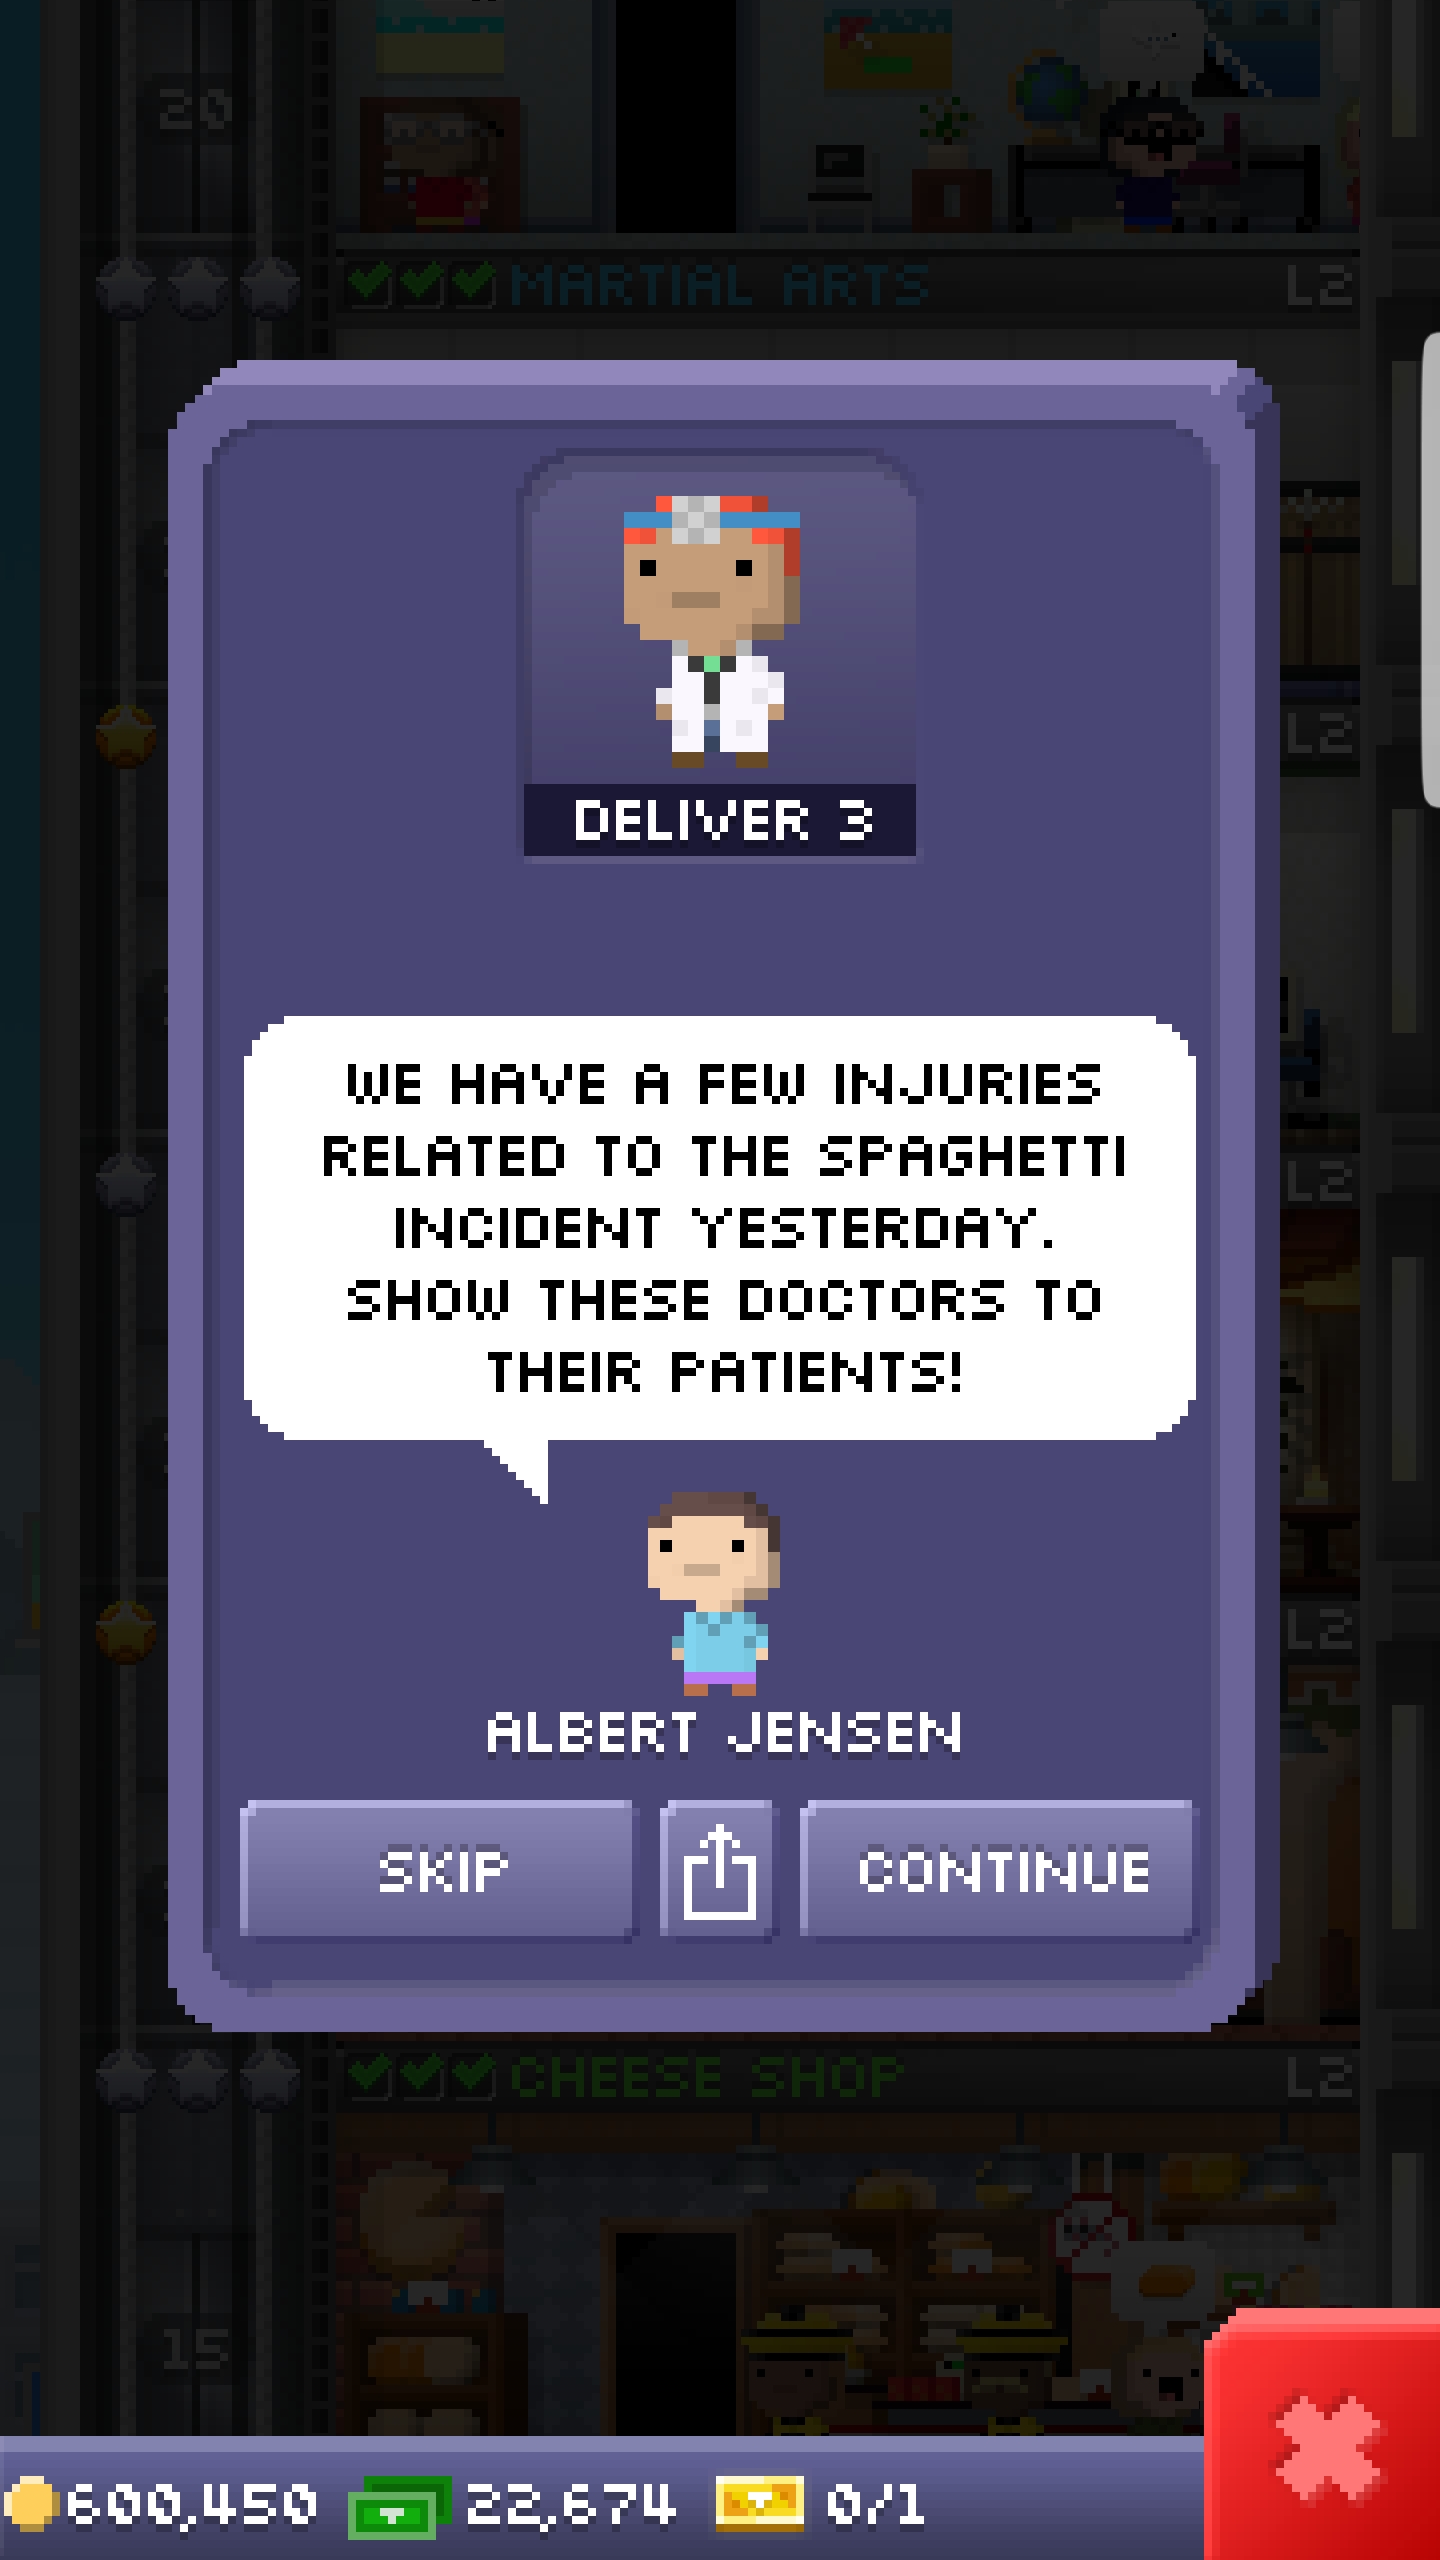 20
MARTIAL ARTS L2
L2
DELIVER 3
WE HAVE A FEW INJURIES
RELATED TO THE SPAGHETTI
INCIDENT YESTERDAY.
SHOW THESE DOCTORS TO
THEIR PATIENTS!
L2
L2
ALBERT JENSEN
SKIP
CONTINUE
CHEESE SHOP L2
15
600,450 22,674 0/1